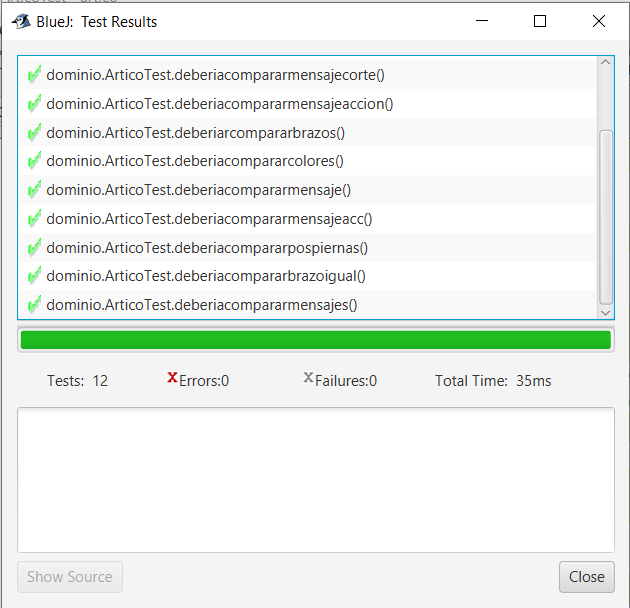 BlueJ: Test Results
dominio.ArticoTest.deberiacompararmensajecorte()
dominio.ArticoTest.deberiacompararmensajeaccion()
dominio.ArticoTest.deberiarcompararbrazos()
dominio.ArticoTest.deberiacompararcolores()
dominio.ArticoTest.deberiacompararmensaje()
dominio.ArticoTest.deberiacompararmensajeacc()
dominio.ArticoTest.deberiacompararpospiernas()
dominio.ArticoTest.deberiacompararbrazoigual()
dominio.ArticoTest.deberiacompararmensajes()
Tests: 12 XErrors:0 XFailures:0 Total Time: 35ms
Show Source Close